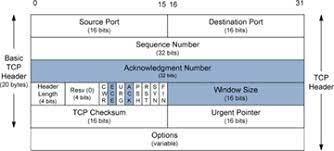 0 15 16 31
Source Port Destination Port
(16 bits) (16 bits)
Sequence Number
(32 bits)
Basic
TCP
Header
(20 bytes)
Acknowledgment Number
(32 bits)
TCP
Header
Header
Length
(4 bits)
Resv (0)
(4 bits)
C W R
E C E
U R G
A C K
P S H
R S T
S Y N
F I N
Window Size
(16 bits)
TCP Checksum Urgent Pointer
(16 bits) (16 bits)
Options
(variable)